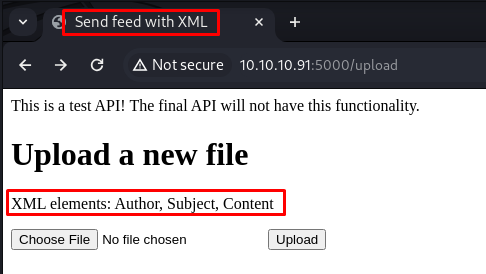 Send feed with XML
Not secure 10.10.10.91:5000/upload
This is a test API! The final API will not have this functionality.
Upload a new file
XML elements: Author, Subject, Content
Choose File No file chosen Upload